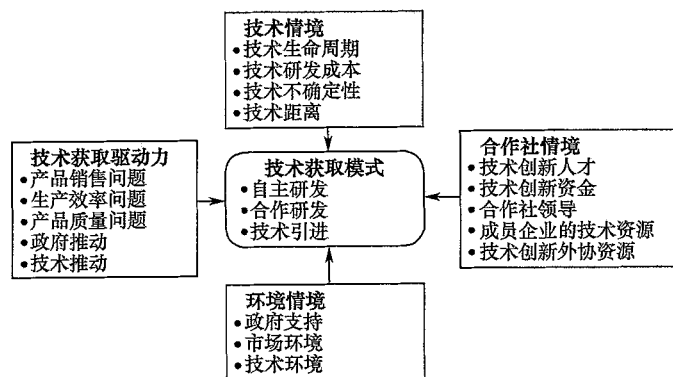 技术情境
•技术生命周期
•技术研发成本
•技术不确定性
•技术距离
技术获取驱动力
•产品销售问题
•生产效率问题
•产品质量问题
•政府推动
•技术推动
技术获取模式
•自主研发
•合作研发
•技术引进
合作社情境
•技术创新人才
•技术创新资金
•合作社领导
•成员企业的技术资源
•技术创新外协资源
环境情境
•政府支持
•市场环境
•技术环境